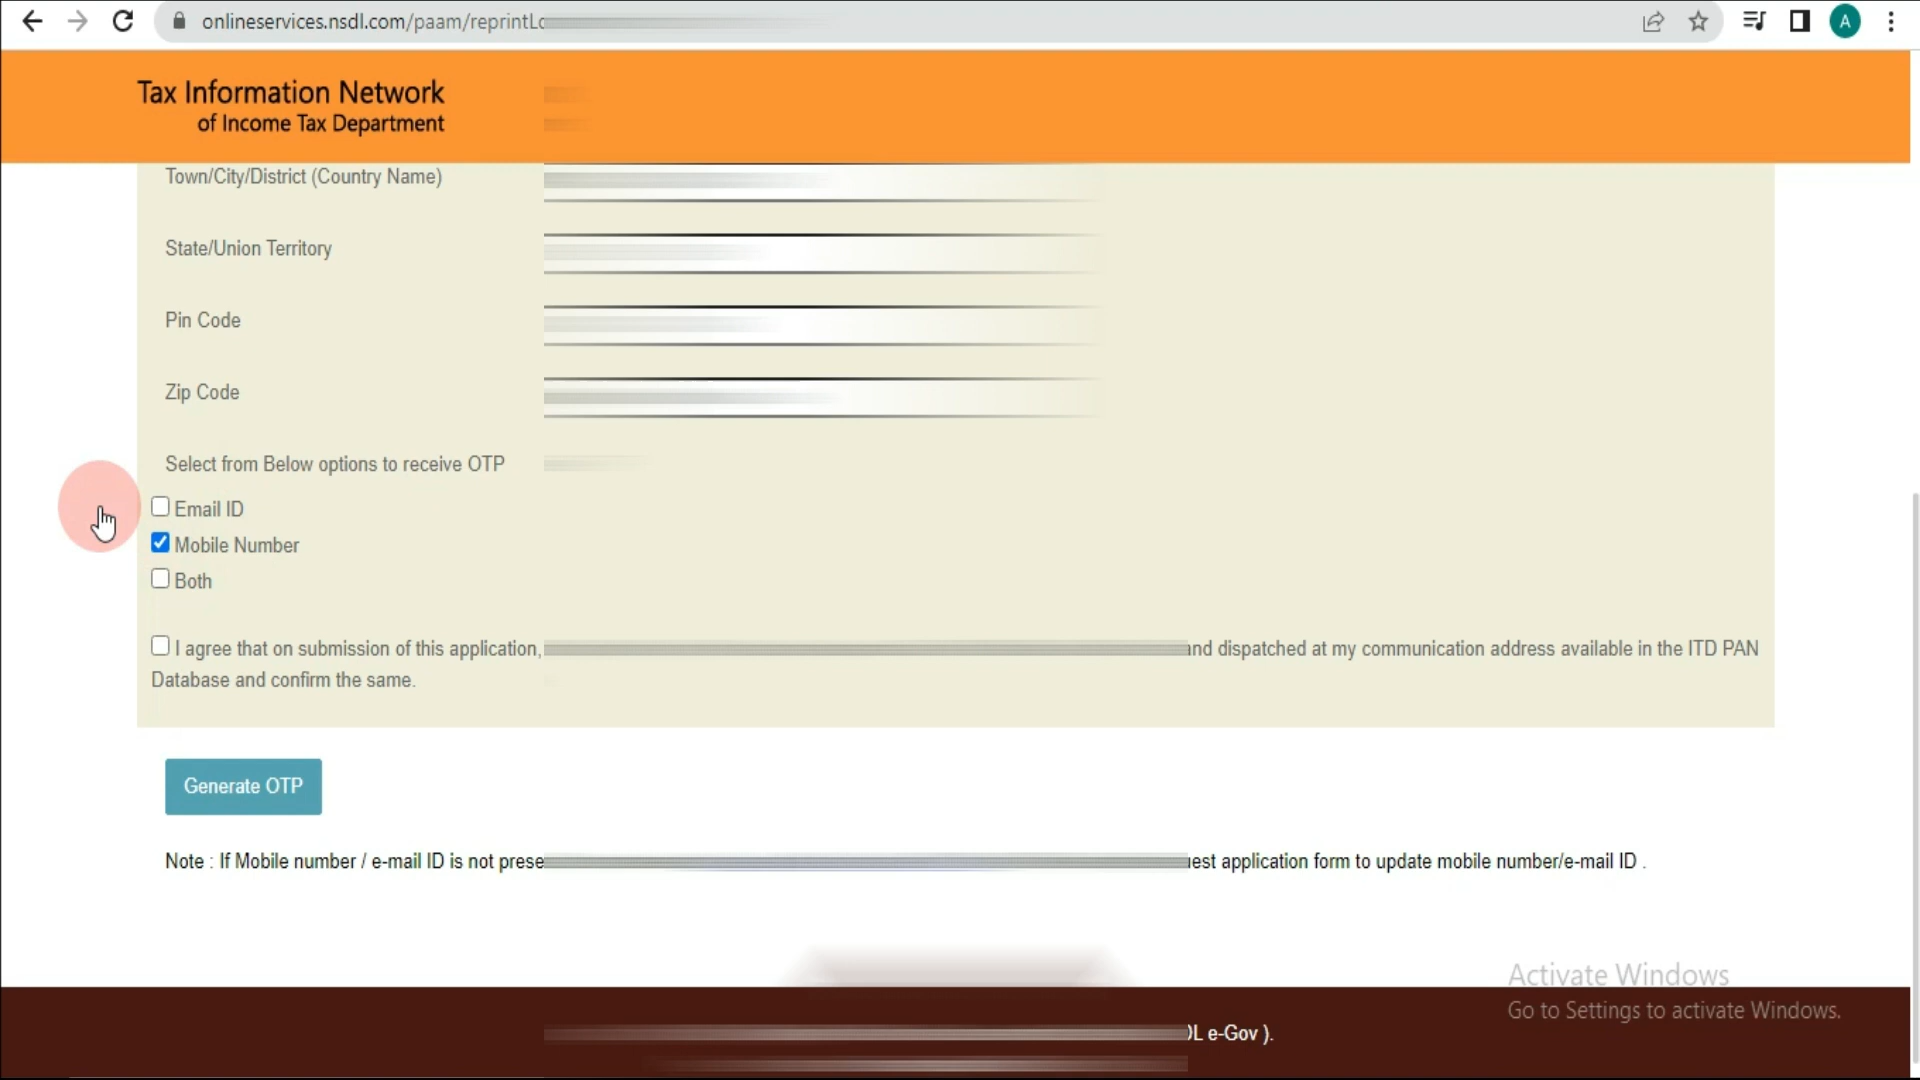 onlineservices.nsdl.com/paam/reprintL
A
Tax Information Network
of Income Tax Department
Town/City/District (Country Name)
State/Union Territory
Pin Code
Zip Code
Select from Below options to receive OTP
Email ID
Mobile Number
Both
I agree that on submission of this application, dispatched at my communication address available in the ITD PAN
Database and confirm the same.
Generate OTP
Note : If Mobile number / e-mail ID is not application form to update mobile number/e-mail ID .
Activate Windows
Go to Settings to activate Windows.
e-Gov ).